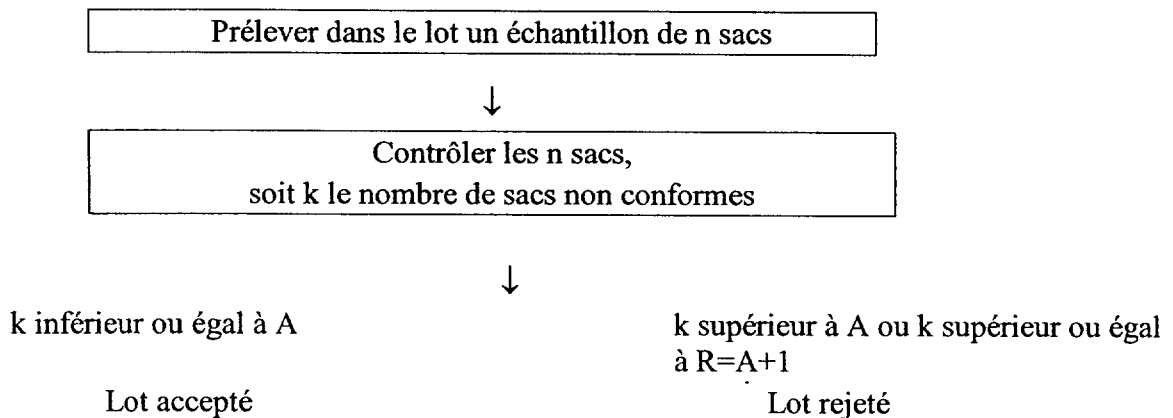 Prélever dans le lot un échantillon de n sacs
↓
Contrôler les n sacs,
soit k le nombre de sacs non conformes
↓
k inférieur ou égal à A
k supérieur à A ou k supérieur ou égal
à R=A+1
Lot accepté
Lot rejeté